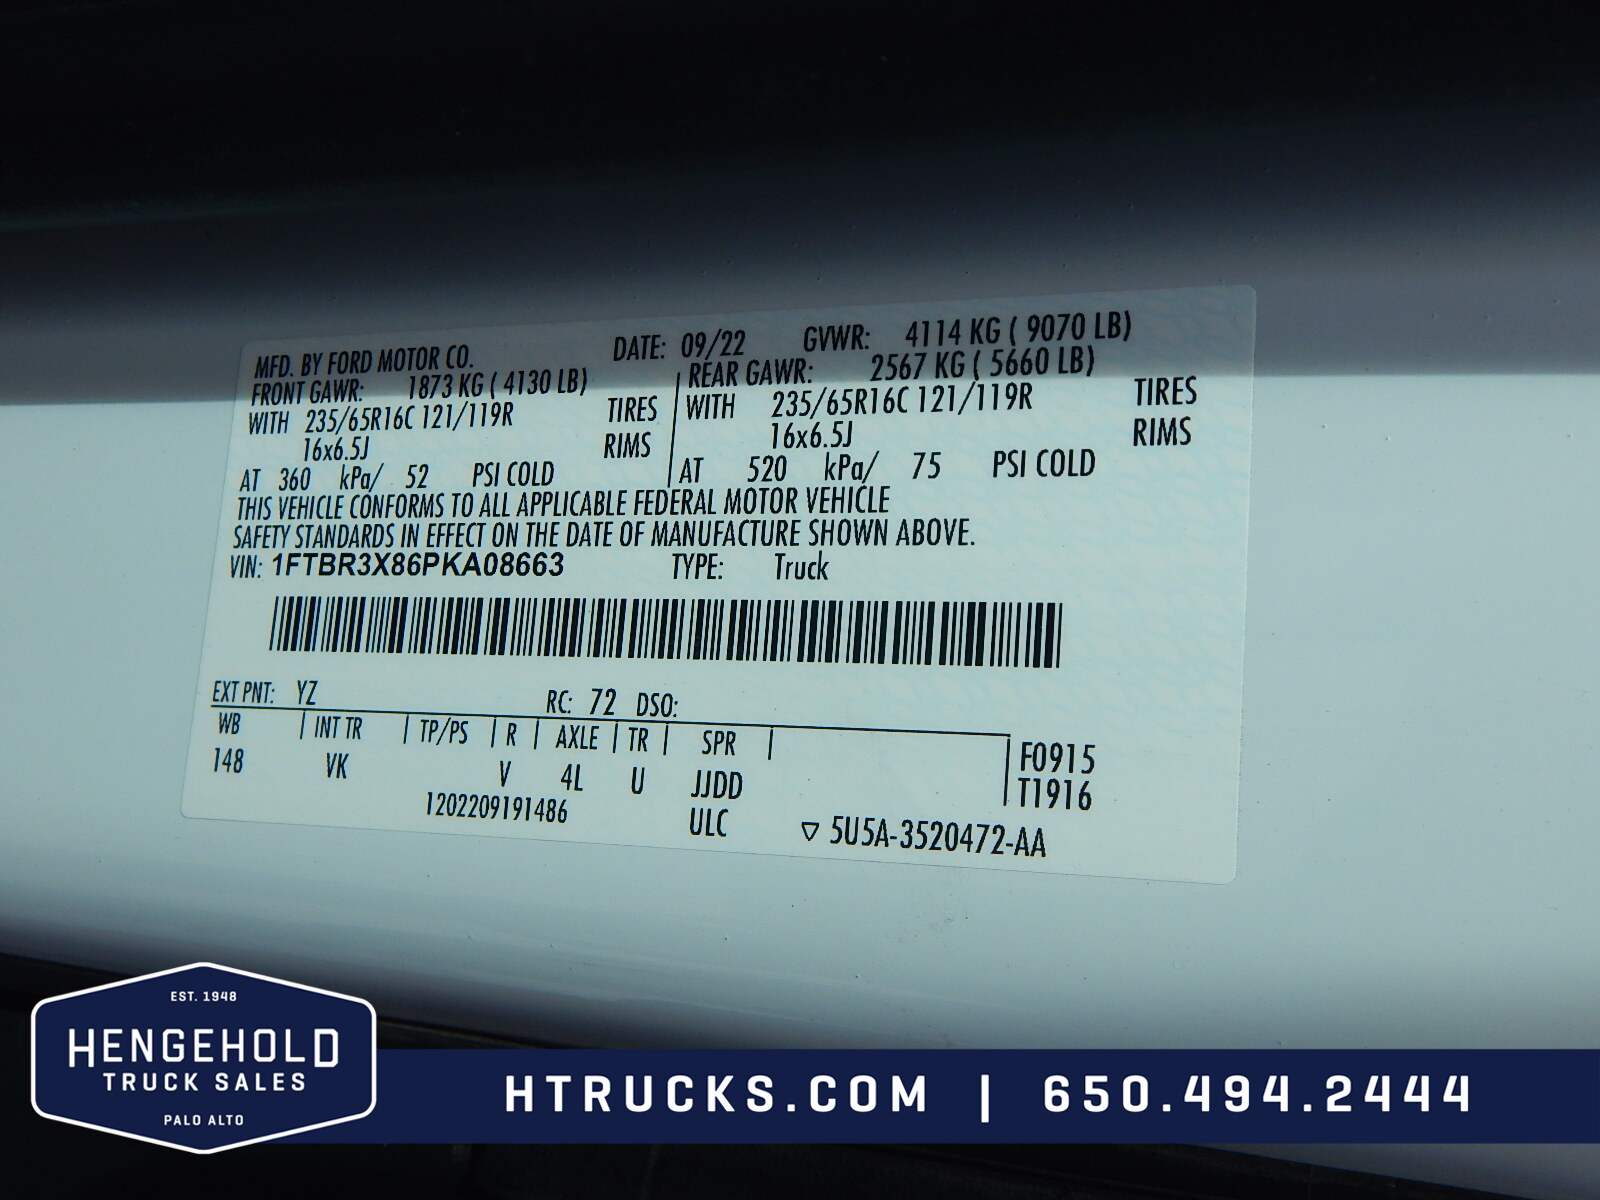 MFD. BY FORD MOTOR CO. DATE: 09/22 GVWR: 4114 KG ( 9070 LB)
FRONT GAWR: 1873 KG ( 4130 LB) REAR GAWR: 2567 KG ( 5660 LB)
WITH 235/65R16C 121/119R TIRES WITH 235/65R16C 121/119R TIRES
16x6.5J RIMS 16x6.5J RIMS
AT 360 kPa/ 52 PSI COLD AT 520 kPa/ 75 PSI COLD
THIS VEHICLE CONFORMS TO ALL APPLICABLE FEDERAL MOTOR VEHICLE
SAFETY STANDARDS IN EFFECT ON THE DATE OF MANUFACTURE SHOWN ABOVE.
VIN: 1FTBR3X86PKA08663 TYPE: Truck
EXT PNT: YZ RC: 72 DSO:
WB INT TR TP/PS R AXLE TR SPR F0915
148 VK V 4L U JJDD T1916
1202209191486 ULC ▽ 5U5A-3520472-AA
EST. 1948
HENGEHOLD
TRUCK SALES
PALO ALTO
HTRUCKS.COM | 650.494.2444